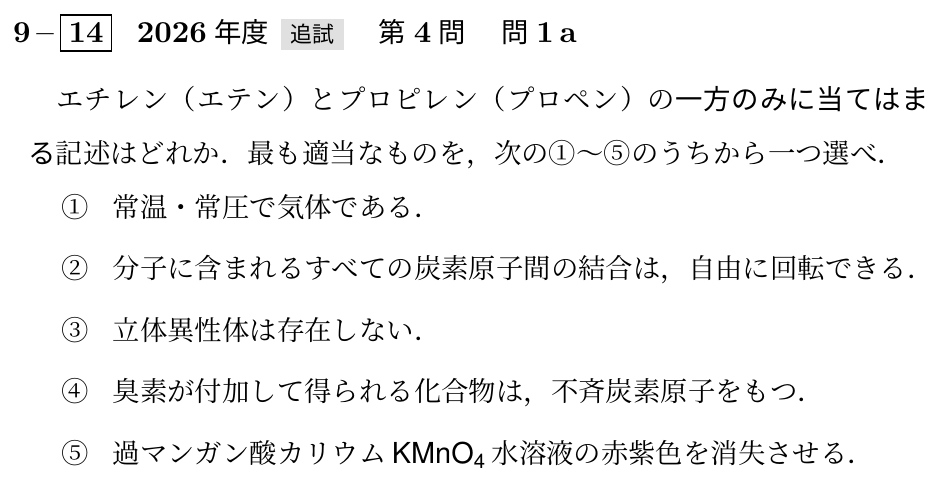 9-14 2026 年度 追試 第 4 問 問 1 a
エチレン（エテン）とプロピレン（プロペン）の一方のみに当てはま
る記述はどれか．最も適当なものを，次の①～⑤のうちから一つ選べ．
① 常温・常圧で気体である．
② 分子に含まれるすべての炭素原子間の結合は，自由に回転できる．
③ 立体異性体は存在しない．
④ 臭素が付加して得られる化合物は，不斉炭素原子をもつ．
⑤ 過マンガン酸カリウム KMnO₄ 水溶液の赤紫色を消失させる．